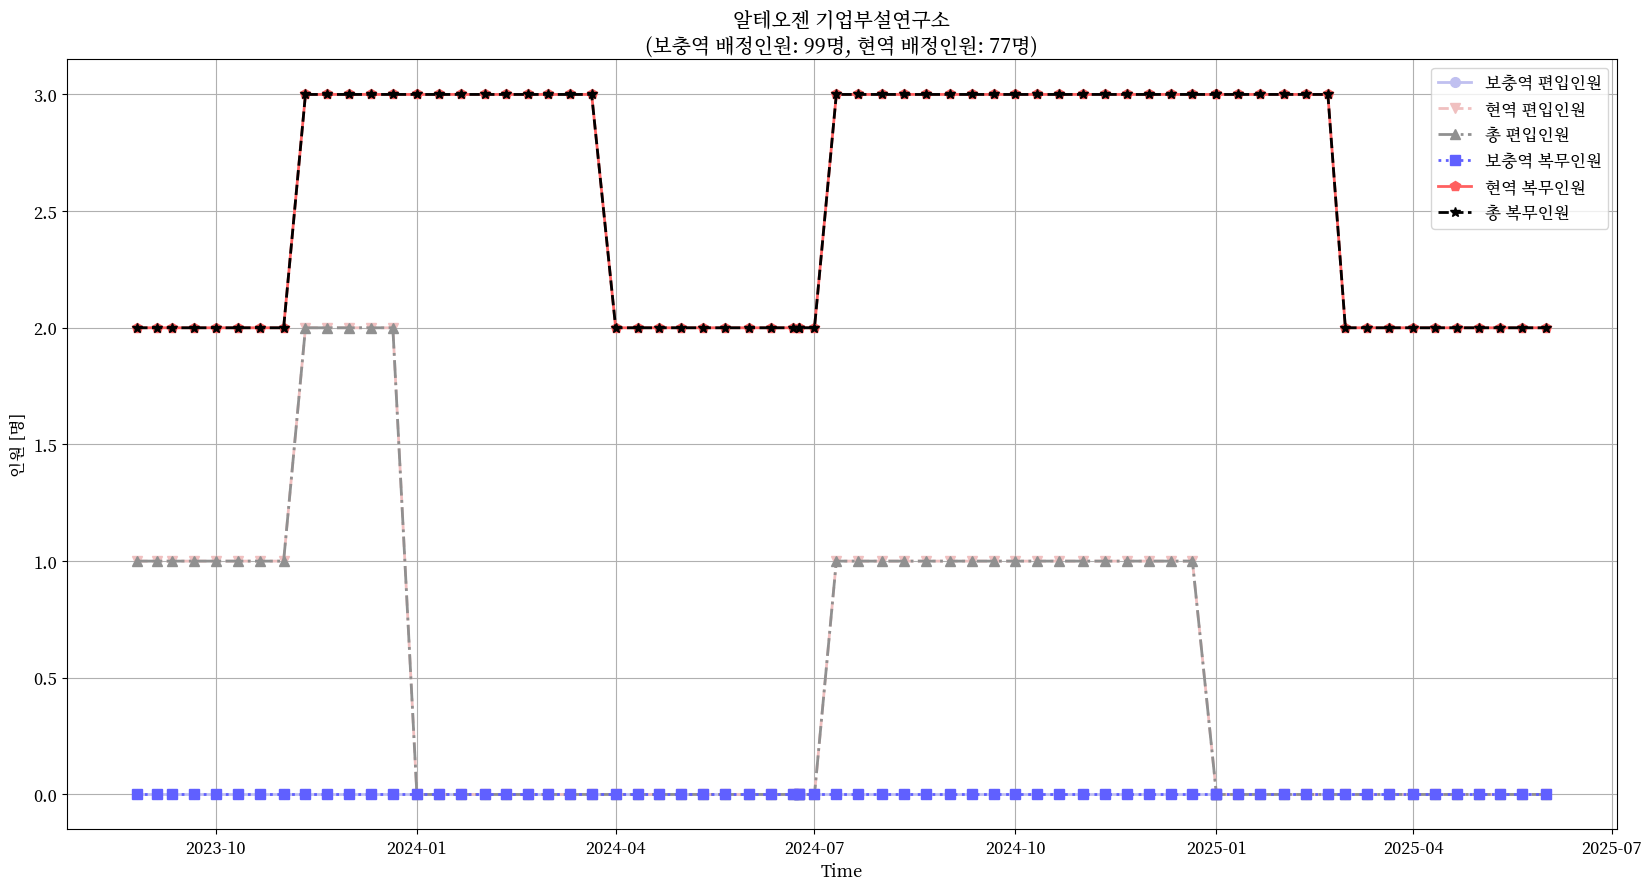 알테오젠 기업부설연구소
(보충역 배정인원: 99명, 현역 배정인원: 77명)
보충역 편입인원
현역 편입인원
총 편입인원
보충역 복무인원
현역 복무인원
총 복무인원
3.0
2.5
2.0
1.5
1.0
0.5
0.0
인원 [명]
2023-10
2024-01
2024-04
2024-07
2024-10
2025-01
2025-04
2025-07
Time